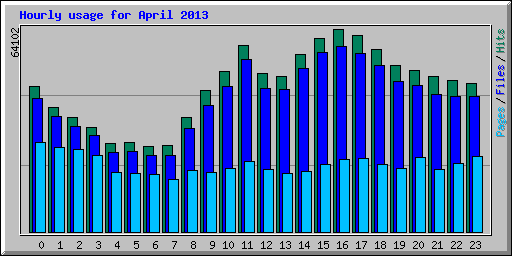 Hourly usage for April 2013
64102
Pages / Files / Hits
0 1 2 3 4 5 6 7 8 9 10 11 12 13 14 15 16 17 18 19 20 21 22 23